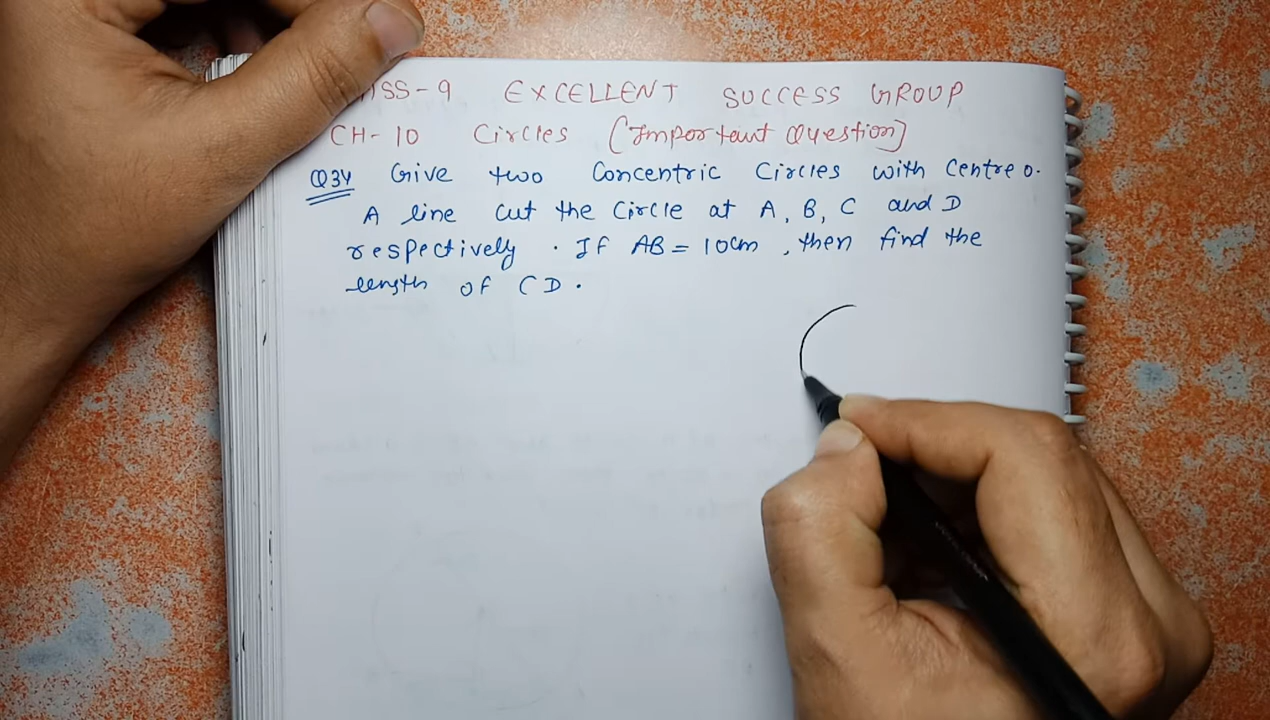 SS-9 EXCELLENT SUCCESS GROUP
CH-10 Circles (Important Question)
Q34 Give two Concentric Circles with Centre O.
A line cut the Circle at A, B, C and D
respectively. If AB = 10cm, then find the
length of CD.